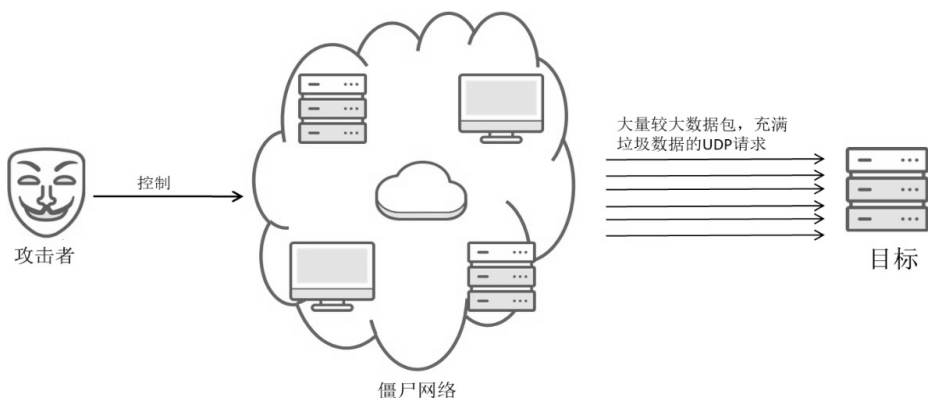 大量较大数据包，充满
垃圾数据的UDP请求
控制
攻击者
目标
僵尸网络